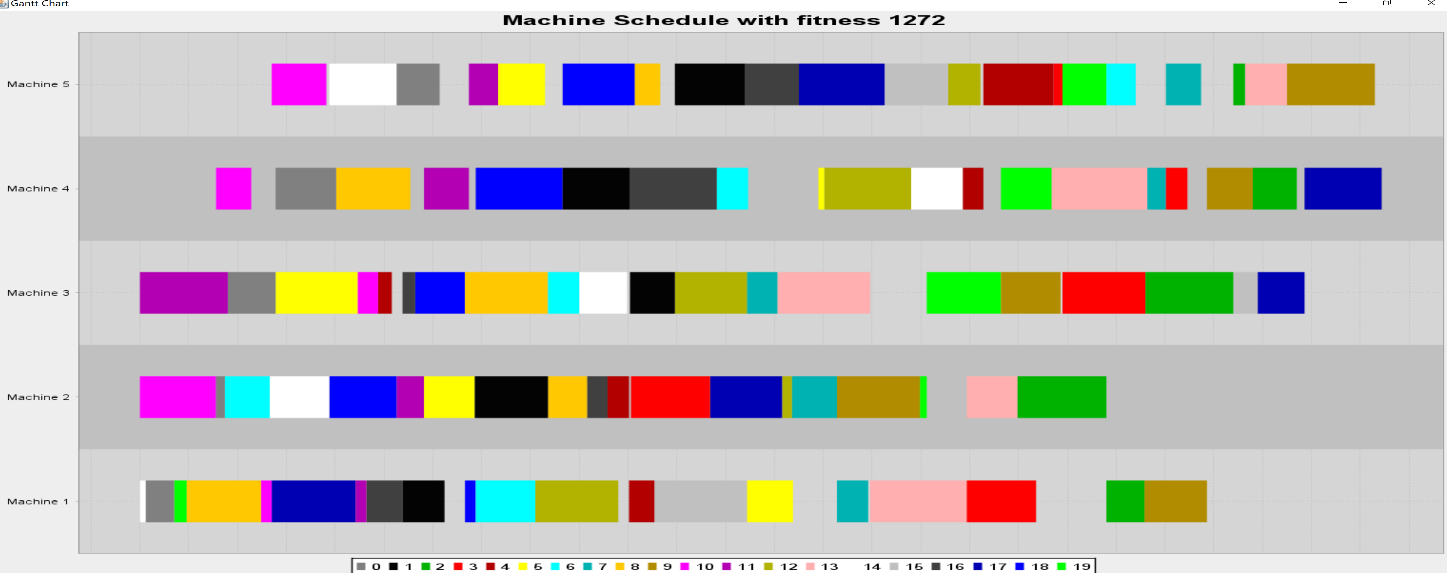 Gantt Chart
Machine Schedule with fitness 1272
Machine 5
Machine 4
Machine 3
Machine 2
Machine 1
0 1 2 3 4 5 6 7 8 9 10 11 12 13 14 15 16 17 18 19